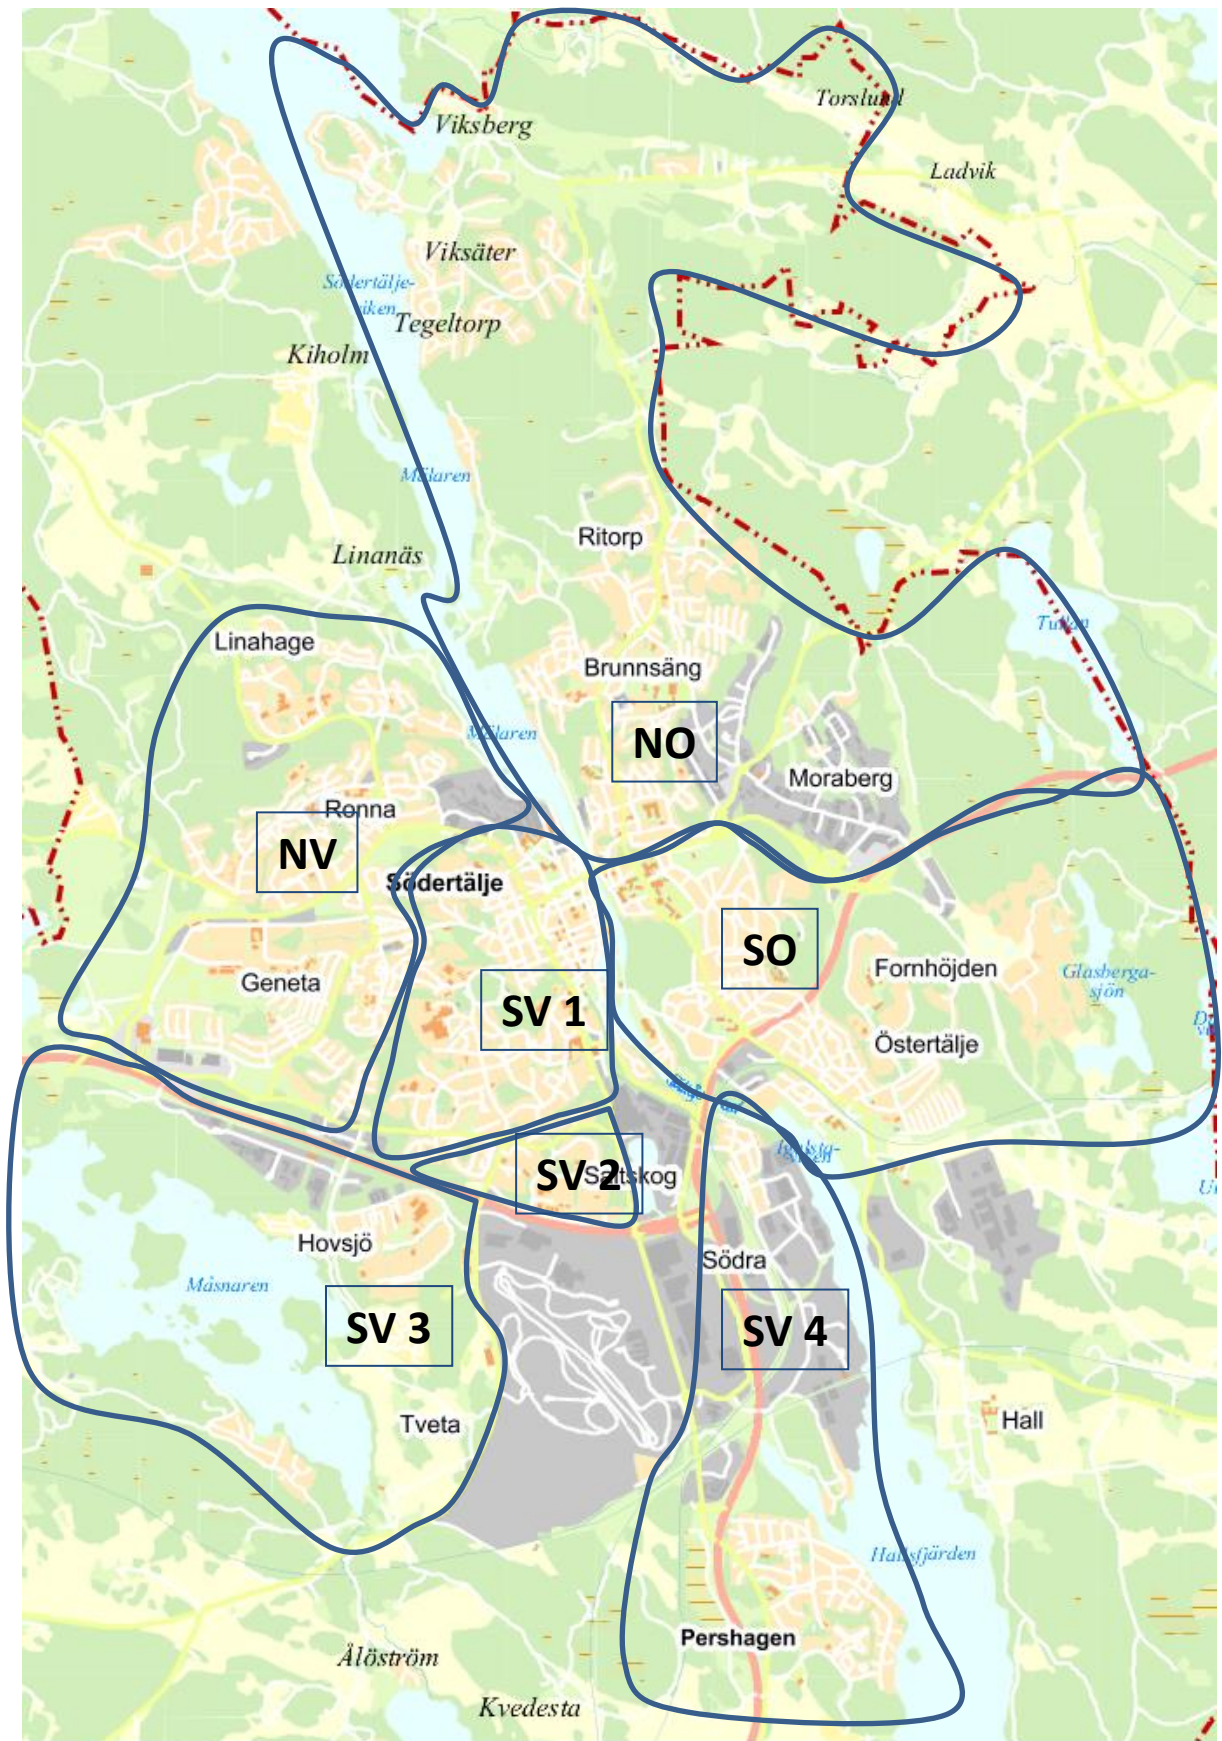 Torslund
Viksberg
Ladvik
Viksäter
Södertälje-
viken
Tegeltorp
Kiholm
Mälaren
Ritorp
Linanäs
Tullan
Linahage
Brunnsäng
Mälaren
NO
Moraberg
Ronna
NV
Södertälje
SO
Fornhöjden
Glasberga-
sjön
Geneta
SV 1
Östertälje
Igelsta-
viken
SV 2
Saltskog
Hovsjö
Södra
Måsnaren
SV 3
SV 4
Tveta
Hall
Hallsfjärden
Pershagen
Ålöström
Kvedesta